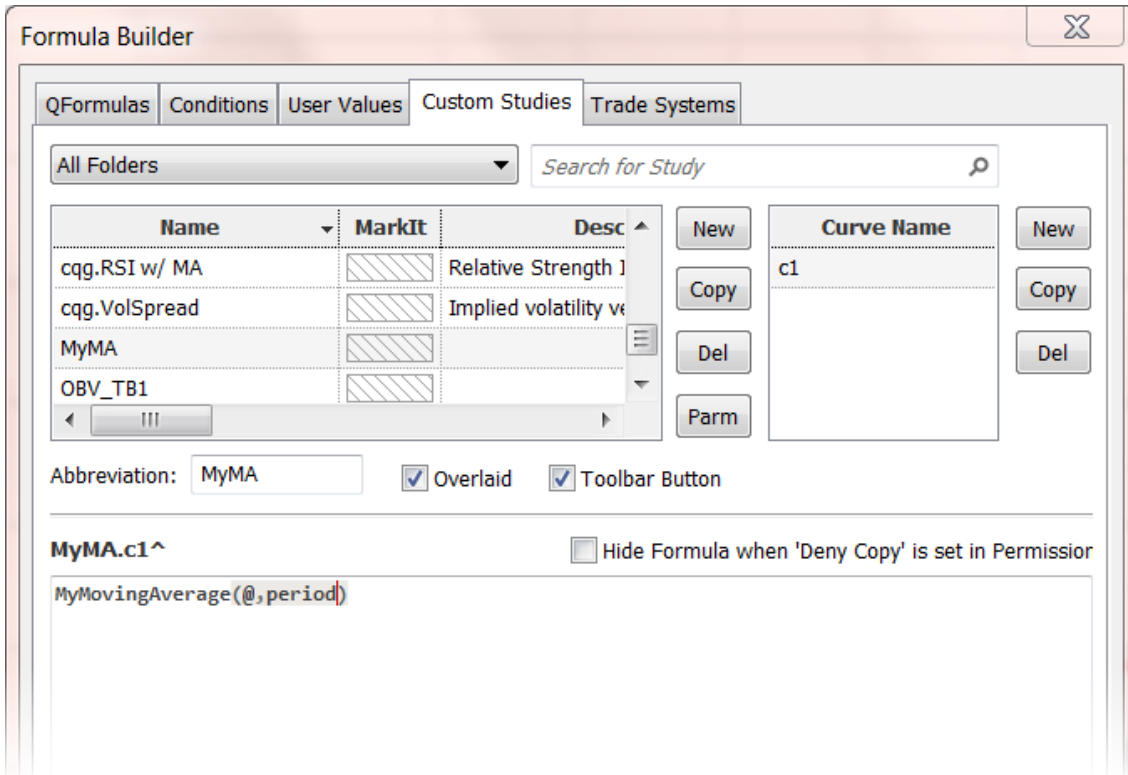 Formula Builder
QFormulas Conditions User Values Custom Studies Trade Systems
All Folders Search for Study
Name MarkIt Desc Curve Name
New New
cqg.RSI w/ MA Relative Strength I c1
Copy Copy
cqg.VolSpread Implied volatility ve
MyMA
Del Del
OBV_TB1
Parm
Abbreviation: MyMA Overlaid Toolbar Button
MyMA.c1^ Hide Formula when 'Deny Copy' is set in Permission
MyMovingAverage(@,period)